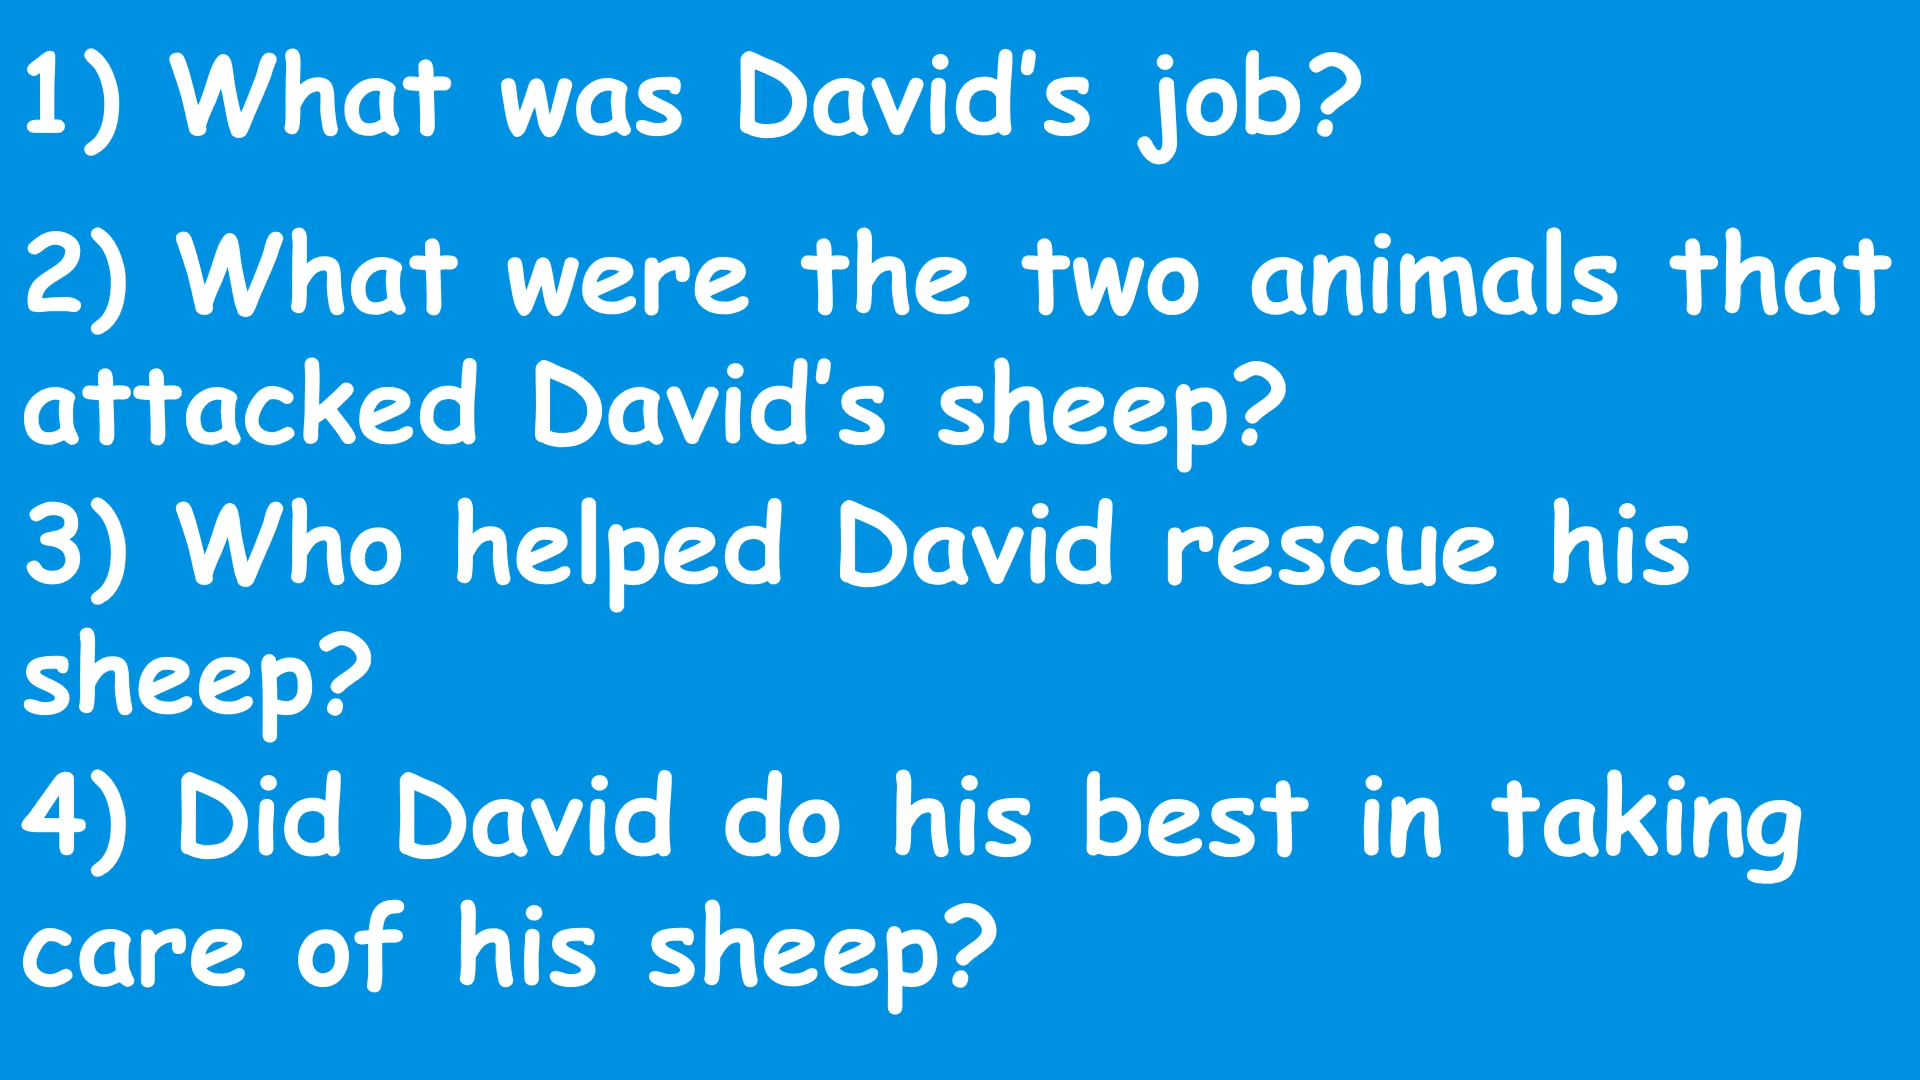 1) What was David's job?
2) What were the two animals that
attacked David's sheep?
3) Who helped David rescue his
sheep?
4) Did David do his best in taking
care of his sheep?